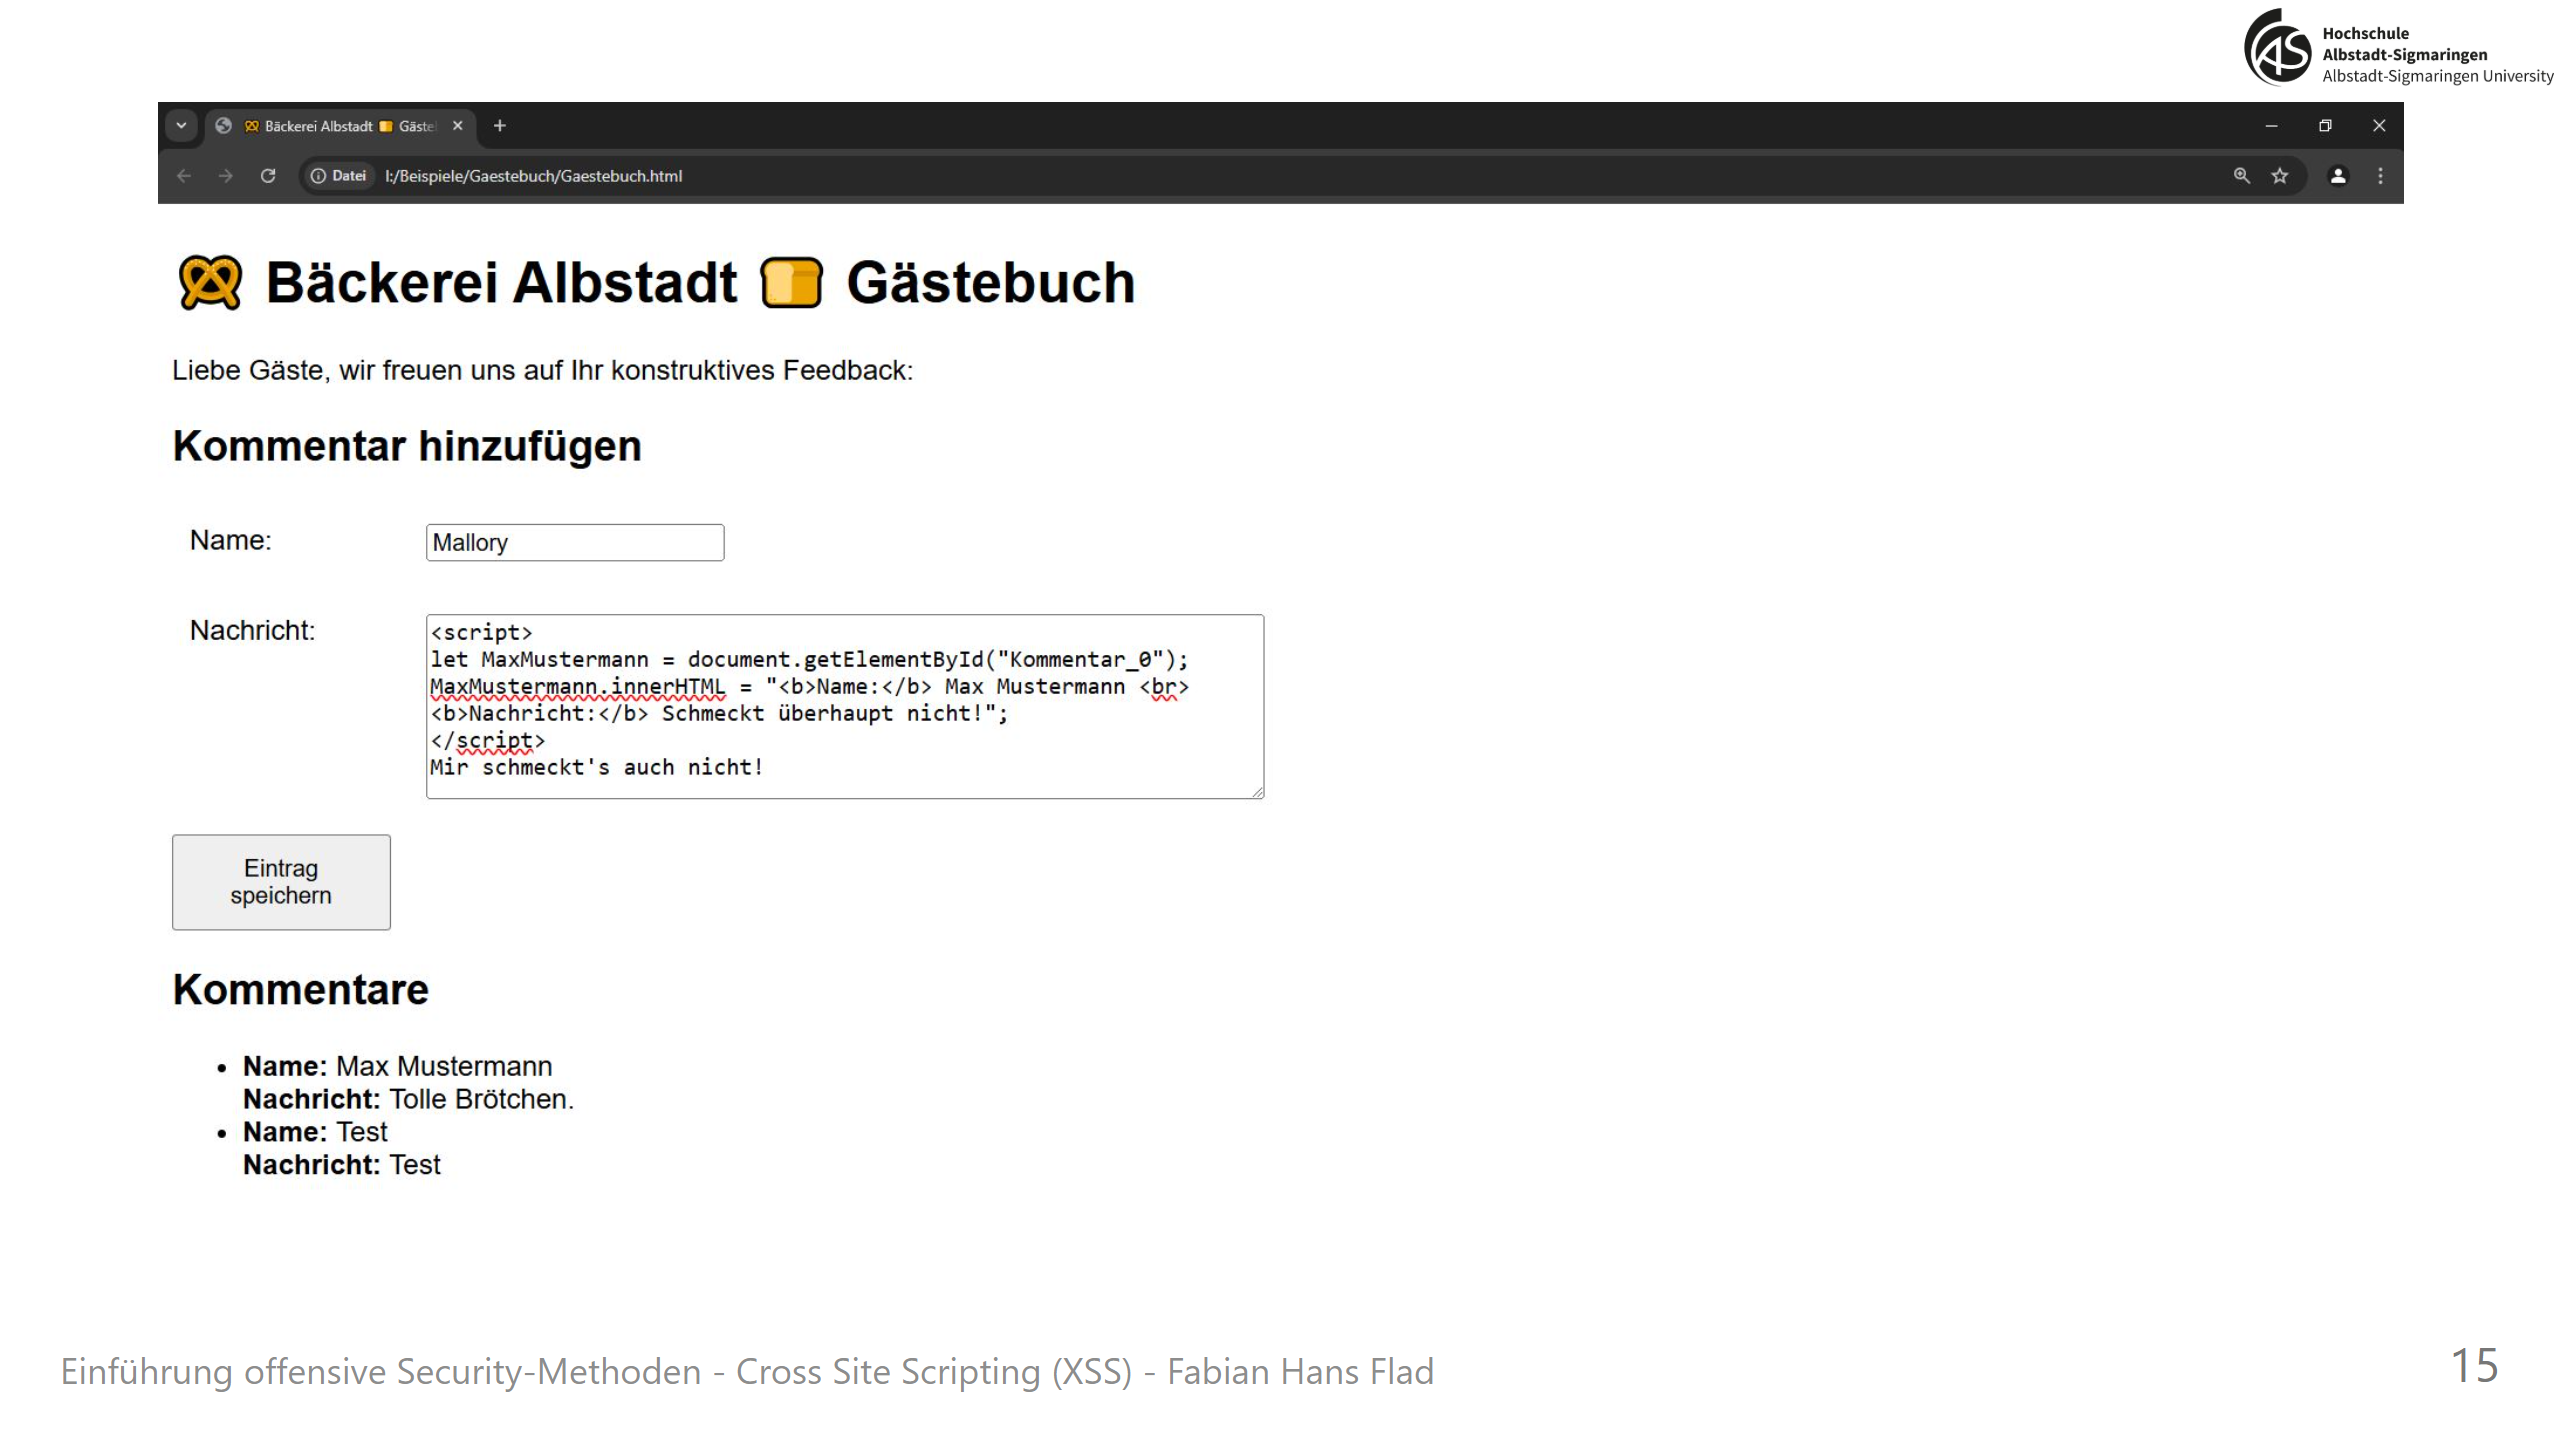 Hochschule
Albstadt-Sigmaringen
Albstadt-Sigmaringen University
Bäckerei Albstadt Gäste
Datei I:/Beispiele/Gaestebuch/Gaestebuch.html
Bäckerei Albstadt Gästebuch
Liebe Gäste, wir freuen uns auf Ihr konstruktives Feedback:
Kommentar hinzufügen
Name: Mallory
Nachricht: <script>
let MaxMustermann = document.getElementById("Kommentar_0");
MaxMustermann.innerHTML = "<b>Name:</b> Max Mustermann <br>
<b>Nachricht:</b> Schmeckt überhaupt nicht!";
</script>
Mir schmeckt's auch nicht!
Eintrag
speichern
Kommentare
• Name: Max Mustermann
Nachricht: Tolle Brötchen.
• Name: Test
Nachricht: Test
Einführung offensive Security-Methoden - Cross Site Scripting (XSS) - Fabian Hans Flad
15